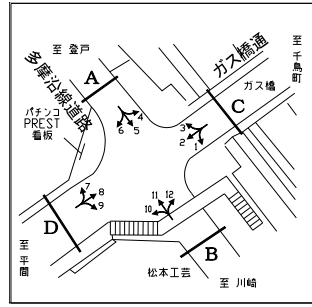 至 登戸
多摩沿線道路
A
ガス橋通
至 千鳥町
ガス橋
C
パチンコ
PREST
看板
4
5
6
3
2
1
7
8
9
10
11
12
D
B
至 平間
松本工芸
至 川崎